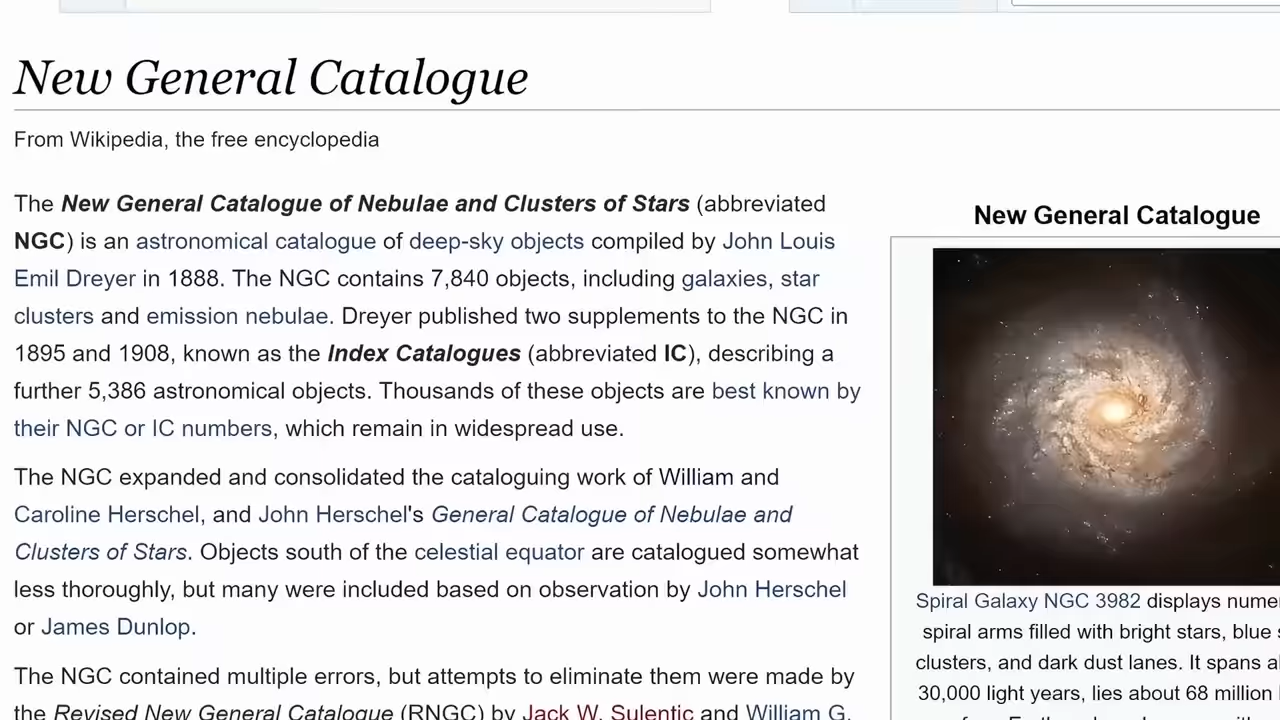 New General Catalogue
From Wikipedia, the free encyclopedia
The New General Catalogue of Nebulae and Clusters of Stars (abbreviated
NGC) is an astronomical catalogue of deep-sky objects compiled by John Louis
Emil Dreyer in 1888. The NGC contains 7,840 objects, including galaxies, star
clusters and emission nebulae. Dreyer published two supplements to the NGC in
1895 and 1908, known as the Index Catalogues (abbreviated IC), describing a
further 5,386 astronomical objects. Thousands of these objects are best known by
their NGC or IC numbers, which remain in widespread use.
The NGC expanded and consolidated the cataloguing work of William and
Caroline Herschel, and John Herschel's General Catalogue of Nebulae and
Clusters of Stars. Objects south of the celestial equator are catalogued somewhat
less thoroughly, but many were included based on observation by John Herschel
or James Dunlop.
The NGC contained multiple errors, but attempts to eliminate them were made by
the Revised New General Catalogue (RNGC) by Jack W. Sulentic and William G.
New General Catalogue
Spiral Galaxy NGC 3982 displays
spiral arms filled with bright stars, blue
clusters, and dark dust lanes. It spans
30,000 light years, lies about 68 million